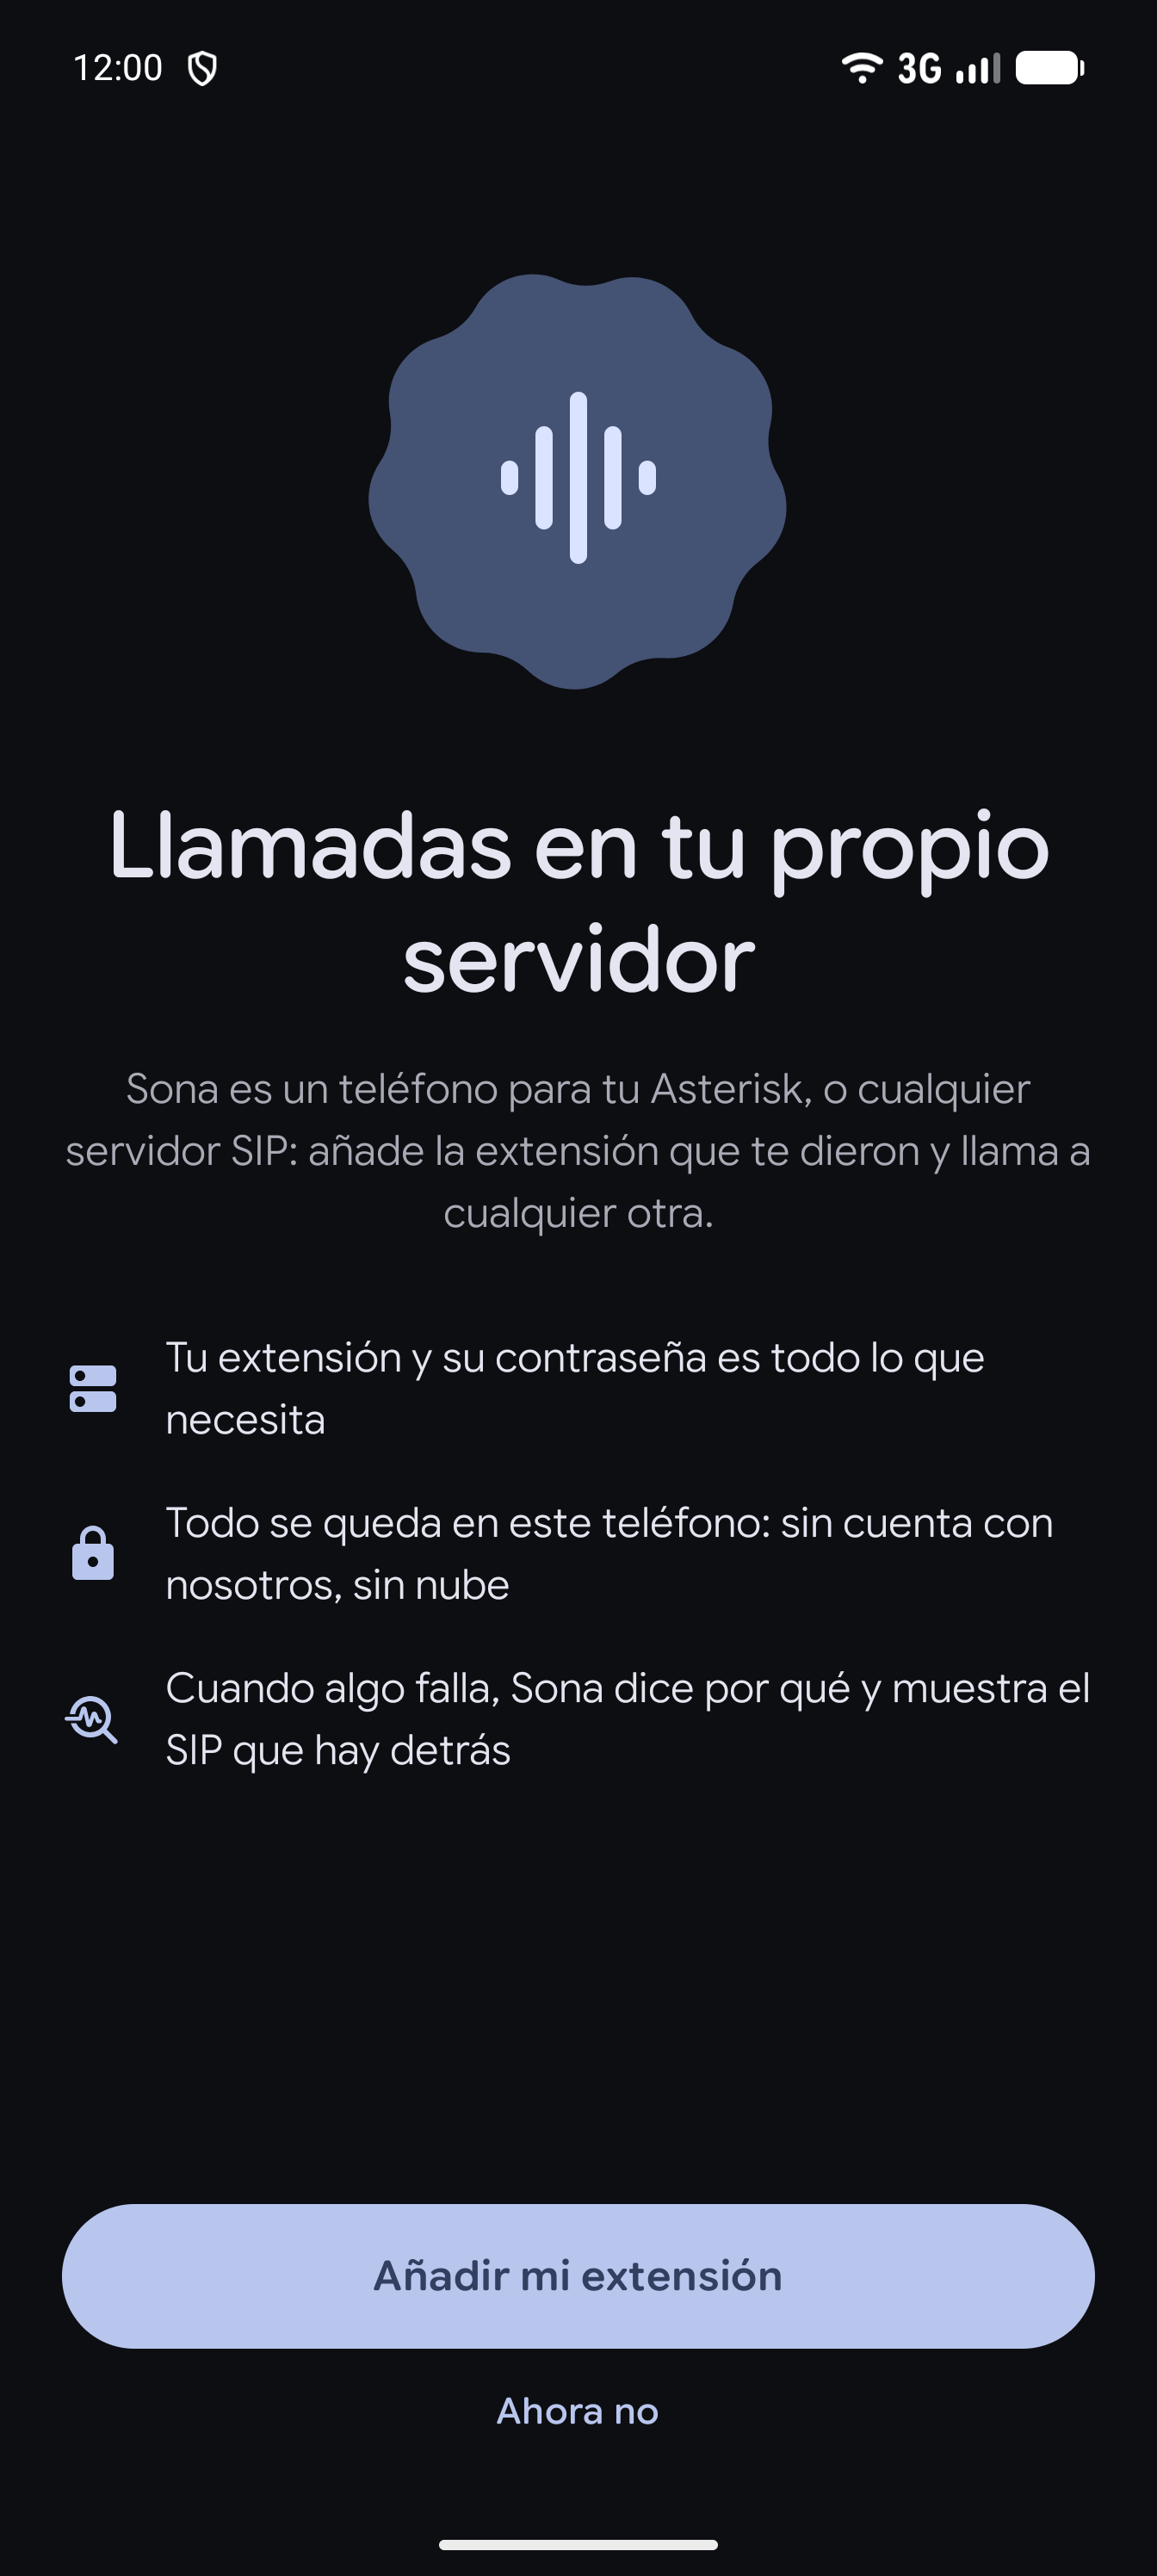 12:00
3G
Llamadas en tu propio
servidor
Sona es un teléfono para tu Asterisk, o cualquier
servidor SIP: añade la extensión que te dieron y llama a
cualquier otra.
Tu extensión y su contraseña es todo lo que
necesita
Todo se queda en este teléfono: sin cuenta con
nosotros, sin nube
Cuando algo falla, Sona dice por qué y muestra el
SIP que hay detrás
Añadir mi extensión
Ahora no